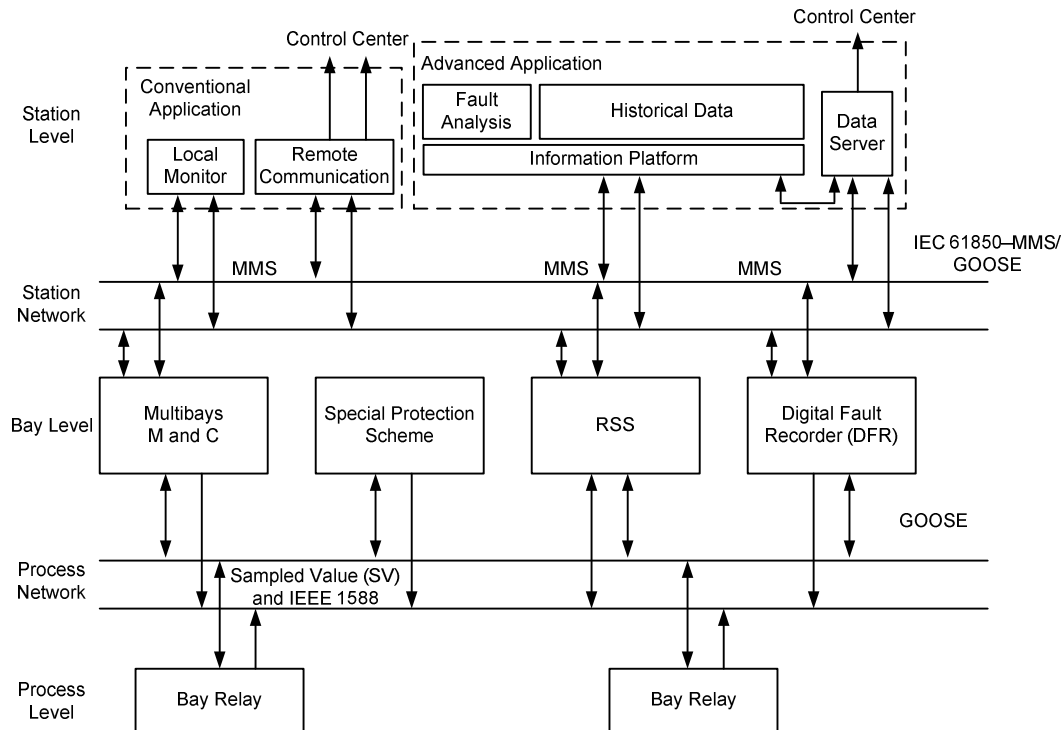 Control Center
Control Center
Station
Level
Conventional
Application
Local
Monitor
Remote
Communication
Advanced Application
Fault
Analysis
Historical Data
Information Platform
Data
Server
IEC 61850–MMS/
GOOSE
MMS
MMS
MMS
Station
Network
Bay Level
Multibays
M and C
Special Protection
Scheme
RSS
Digital Fault
Recorder (DFR)
GOOSE
Process
Network
Sampled Value (SV)
and IEEE 1588
Process
Level
Bay Relay
Bay Relay